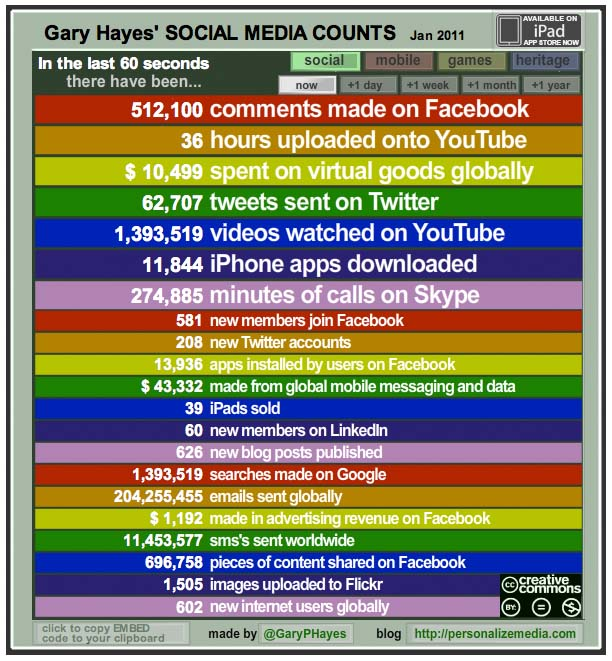 Gary Hayes' SOCIAL MEDIA COUNTS Jan 2011
AVAILABLE ON
iPad
APP STORE NOW
In the last 60 seconds
there have been...
social mobile games heritage
now +1 day +1 week +1 month +1 year
512,100 comments made on Facebook
36 hours uploaded onto YouTube
$ 10,499 spent on virtual goods globally
62,707 tweets sent on Twitter
1,393,519 videos watched on YouTube
11,844 iPhone apps downloaded
274,885 minutes of calls on Skype
581 new members join Facebook
208 new Twitter accounts
13,936 apps installed by users on Facebook
$ 43,332 made from global mobile messaging and data
39 iPads sold
60 new members on LinkedIn
626 new blog posts published
1,393,519 searches made on Google
204,255,455 emails sent globally
$ 1,192 made in advertising revenue on Facebook
11,453,577 sms's sent worldwide
696,758 pieces of content shared on Facebook
1,505 images uploaded to Flickr
602 new internet users globally
cc creative
commons
BY: = $
click to copy EMBED
code to your clipboard
made by @GaryPHayes blog http://personalizemedia.com